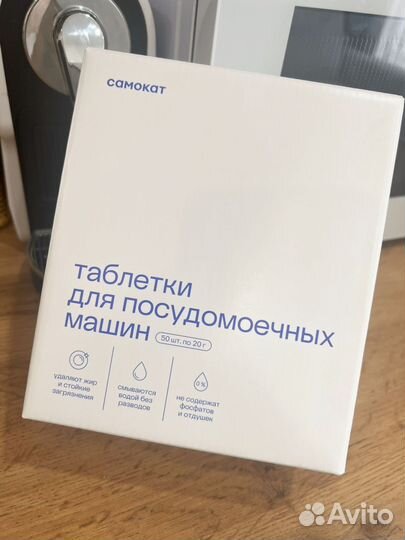 самокат
таблетки
для посудомоечных
машин 50 шт. по 20 г
удаляют жир
и стойкие
загрязнения
смываются
водой без
разводов
0 %
не содержат
фосфатов
и отдушек
Avito